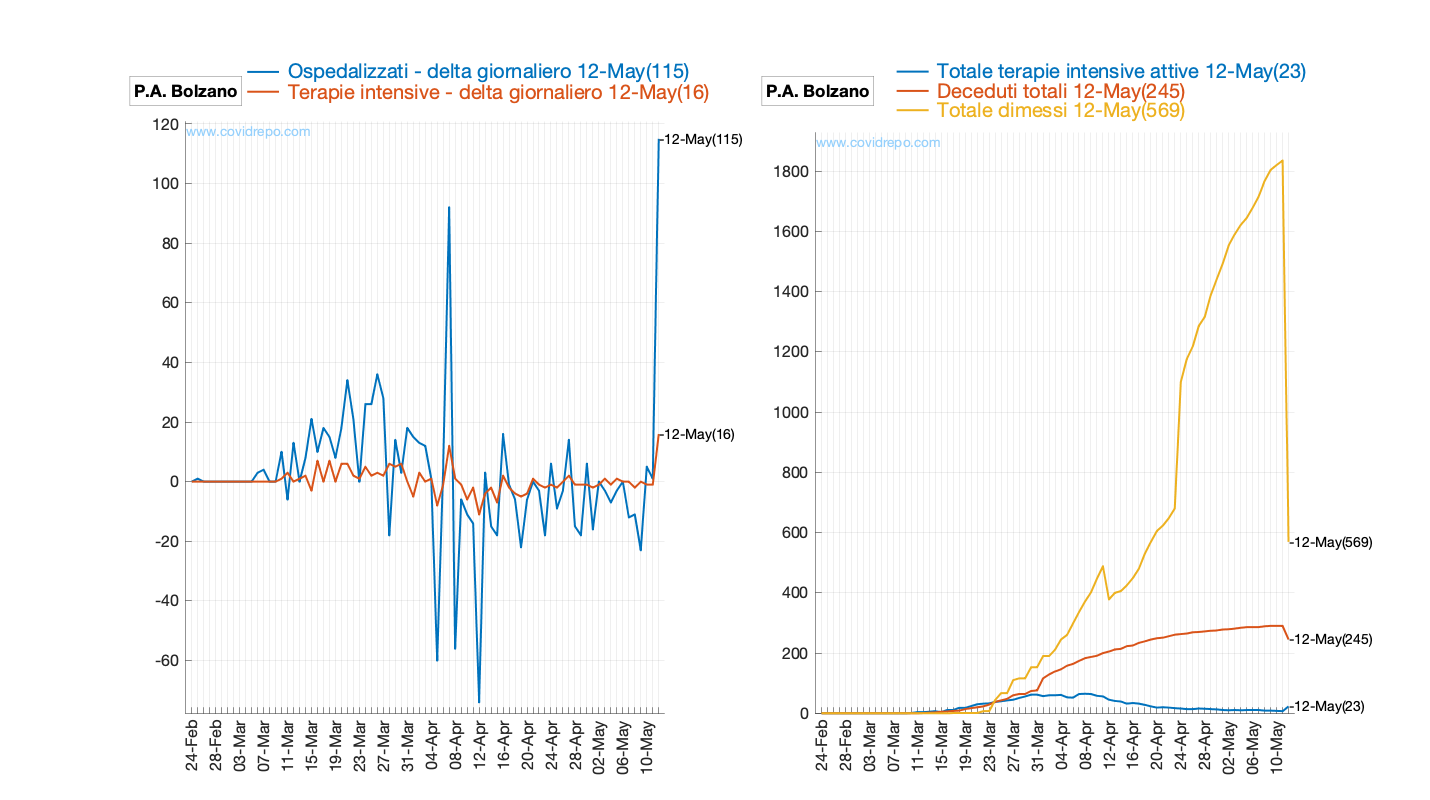 P.A. Bolzano
Ospedalizzati - delta giornaliero 12-May(115)
Terapie intensive - delta giornaliero 12-May(16)
www.covidrepo.com
120
100
80
60
40
20
0
-20
-40
-60
12-May(115)
12-May(16)
24-Feb
28-Feb
03-Mar
07-Mar
11-Mar
15-Mar
19-Mar
23-Mar
27-Mar
31-Mar
04-Apr
08-Apr
12-Apr
16-Apr
20-Apr
24-Apr
28-Apr
02-May
06-May
10-May
P.A. Bolzano
Totale terapie intensive attive 12-May(23)
Deceduti totali 12-May(245)
Totale dimessi 12-May(569)
www.covidrepo.com
1800
1600
1400
1200
1000
800
600
400
200
0
12-May(569)
12-May(245)
12-May(23)
24-Feb
28-Feb
03-Mar
07-Mar
11-Mar
15-Mar
19-Mar
23-Mar
27-Mar
31-Mar
04-Apr
08-Apr
12-Apr
16-Apr
20-Apr
24-Apr
28-Apr
02-May
06-May
10-May